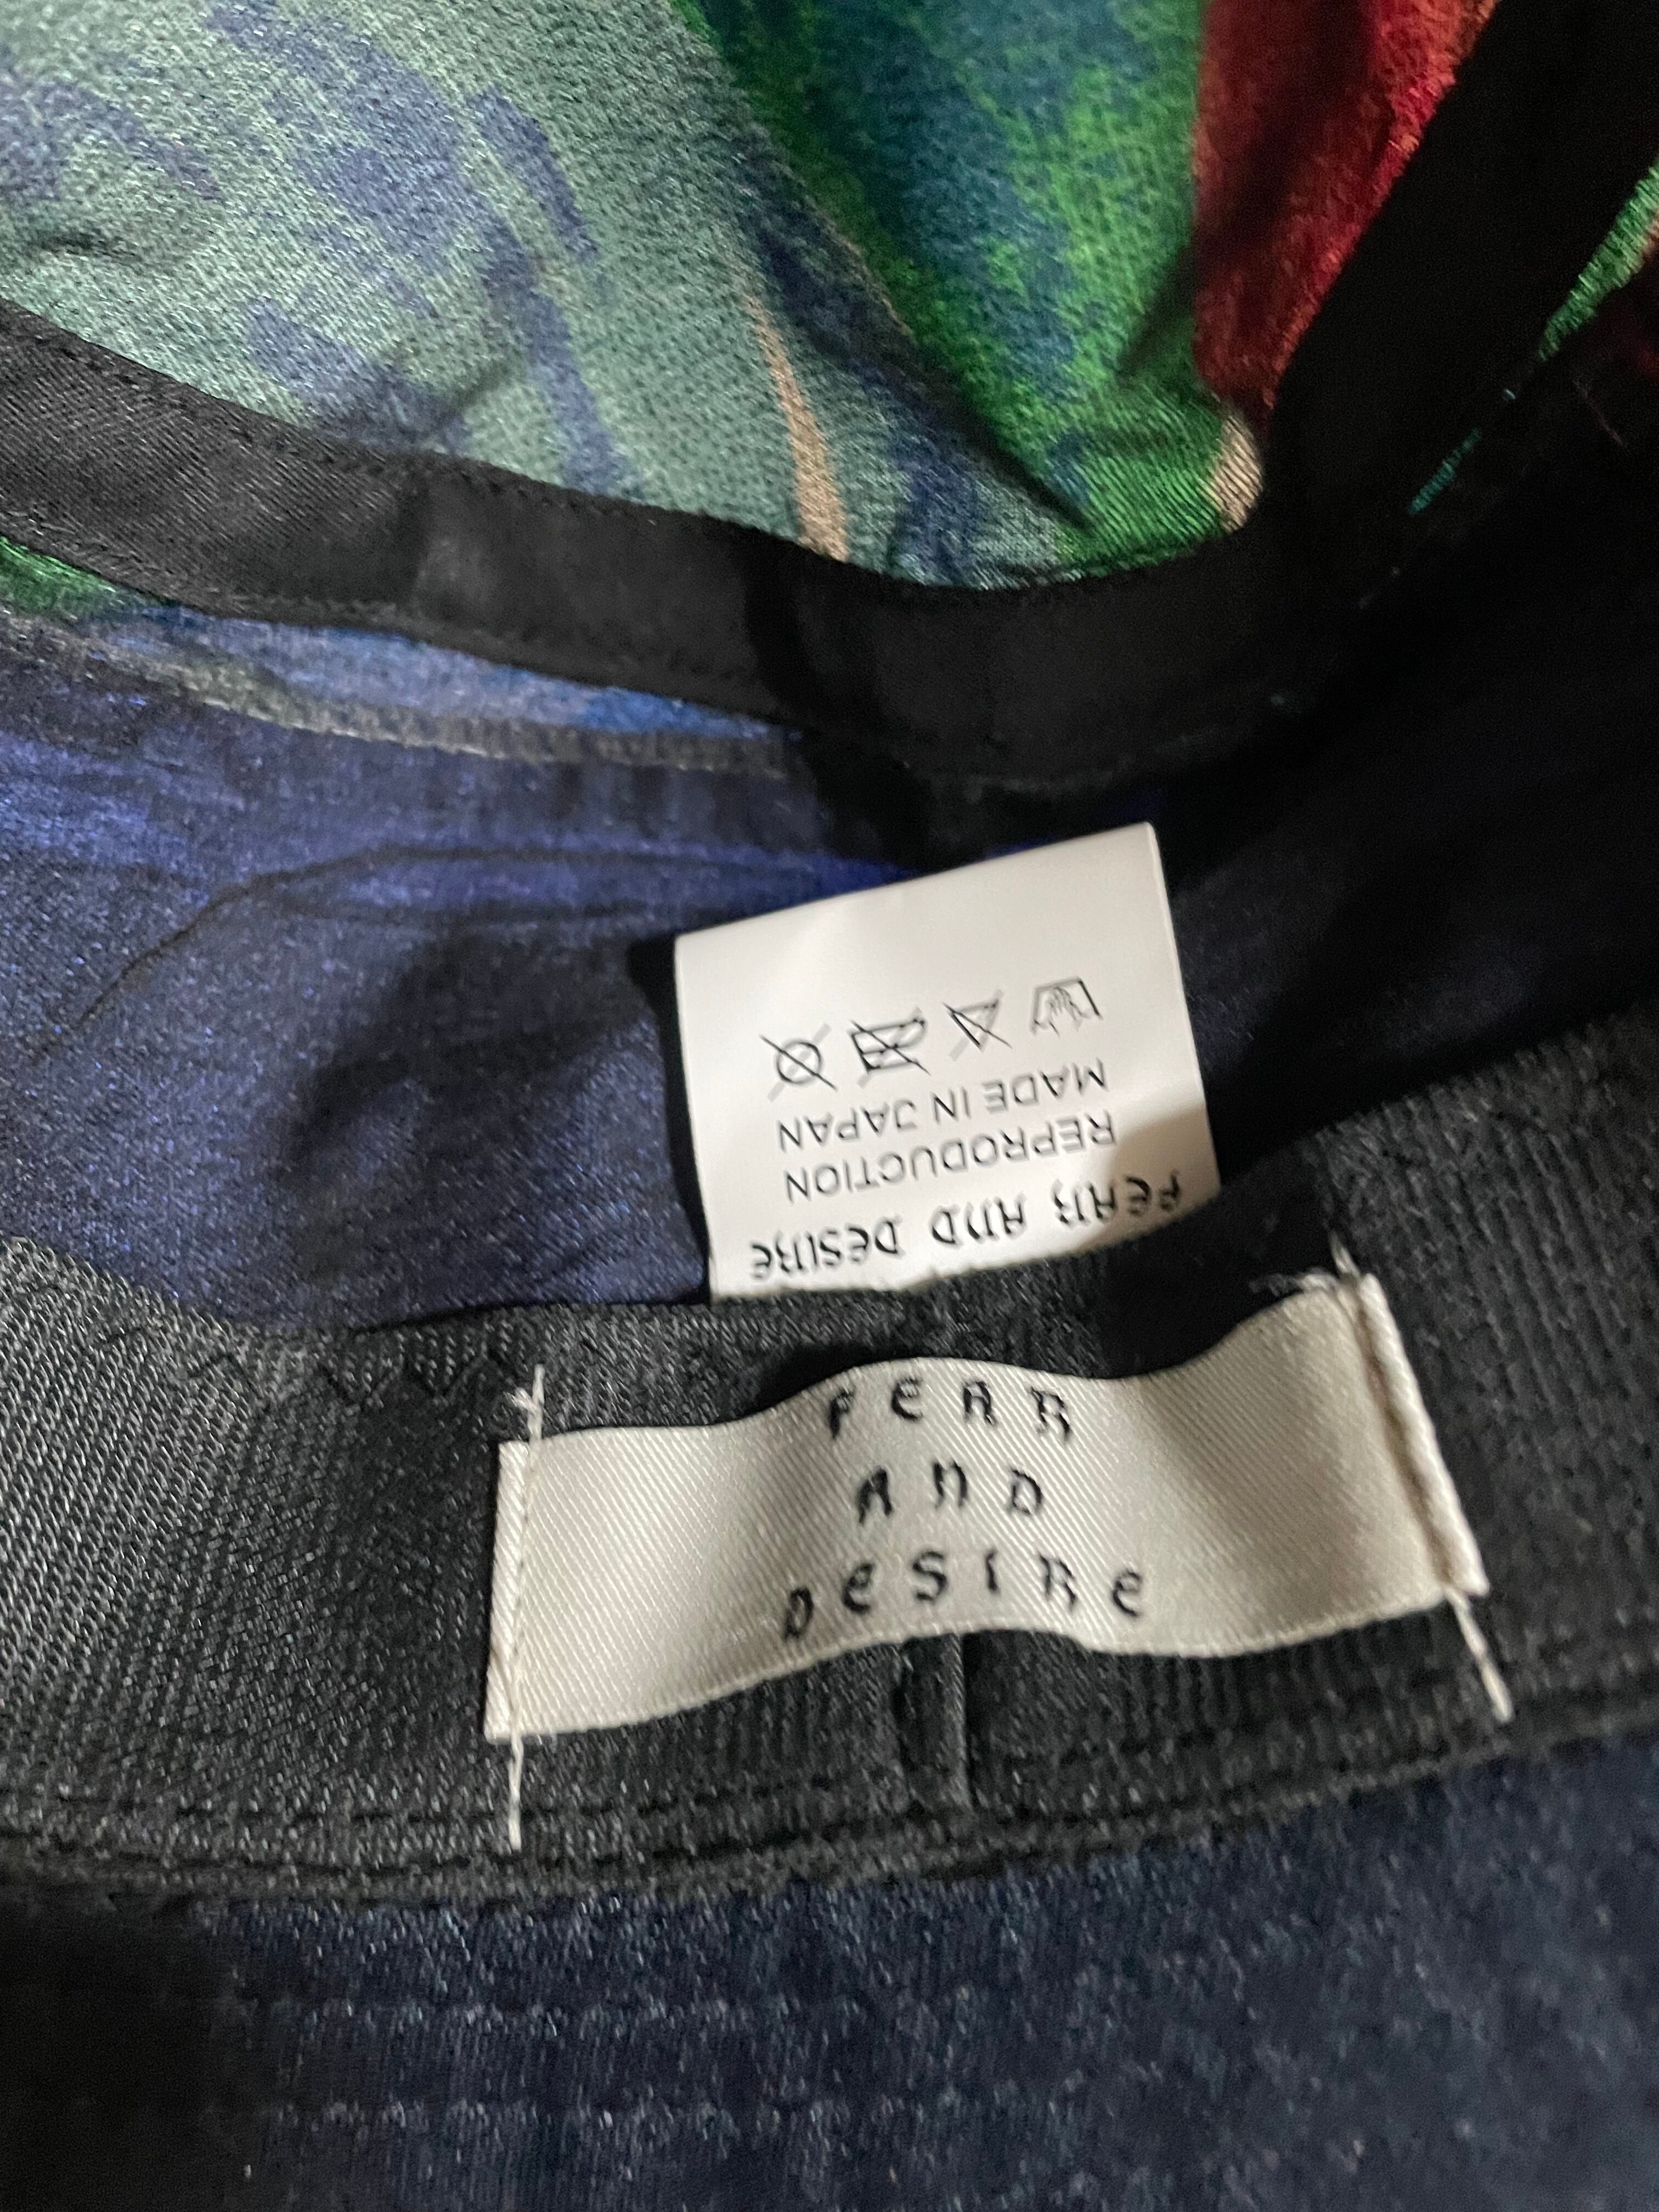 FEAR AND DESIRE
REPRODUCTION
MADE IN JAPAN
FEAR
AND
DESIRE